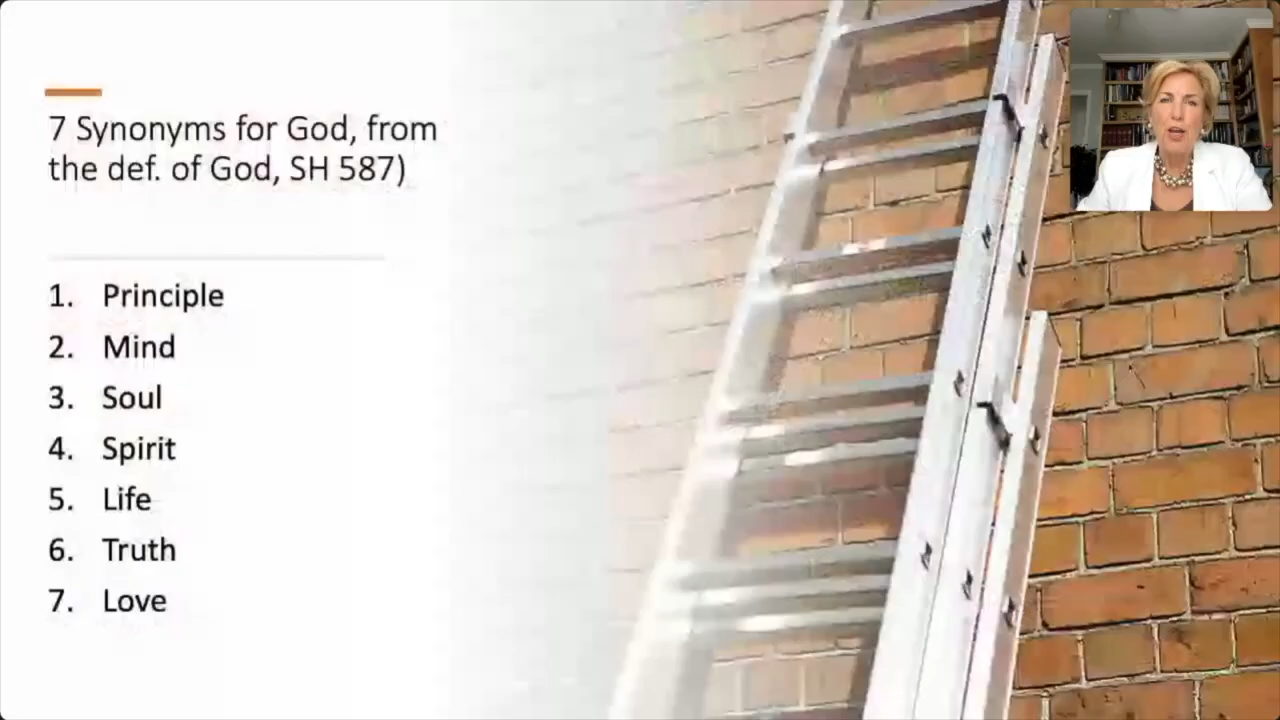 7 Synonyms for God, from
the def. of God, SH 587)
1. Principle
2. Mind
3. Soul
4. Spirit
5. Life
6. Truth
7. Love